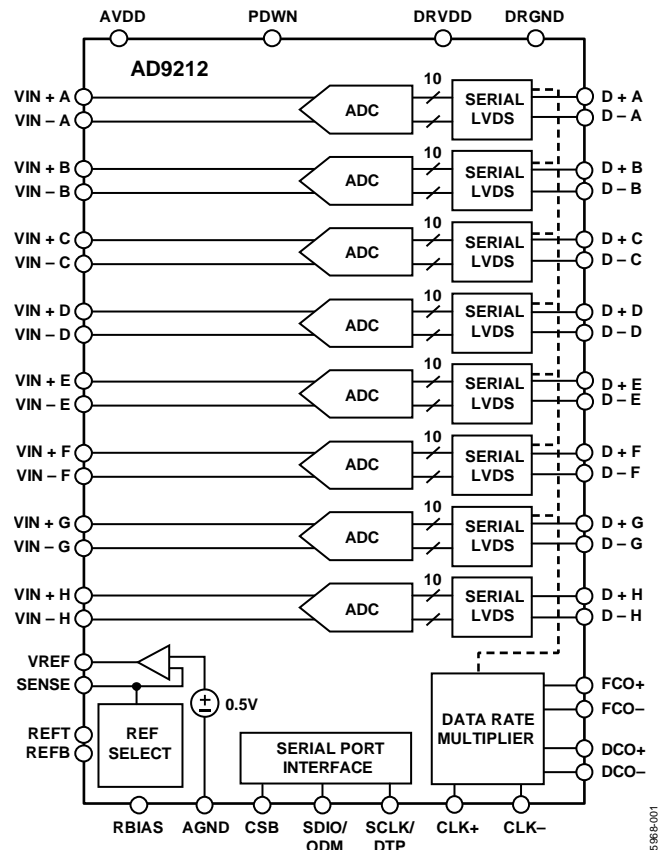 AVDD PDWN DRVDD DRGND
AD9212
VIN + A
VIN – A
ADC
10
SERIAL
LVDS
D + A
D – A
VIN + B
VIN – B
ADC
10
SERIAL
LVDS
D + B
D – B
VIN + C
VIN – C
ADC
10
SERIAL
LVDS
D + C
D – C
VIN + D
VIN – D
ADC
10
SERIAL
LVDS
D + D
D – D
VIN + E
VIN – E
ADC
10
SERIAL
LVDS
D + E
D – E
VIN + F
VIN – F
ADC
10
SERIAL
LVDS
D + F
D – F
VIN + G
VIN – G
ADC
10
SERIAL
LVDS
D + G
D – G
VIN + H
VIN – H
ADC
10
SERIAL
LVDS
D + H
D – H
VREF
SENSE
REFT
REFB
REF
SELECT
+
–
0.5V
SERIAL PORT
INTERFACE
DATA RATE
MULTIPLIER
FCO+
FCO–
DCO+
DCO–
RBIAS
AGND
CSB
SDIO/
ODM
SCLK/
DTP
CLK+
CLK–
5968-001